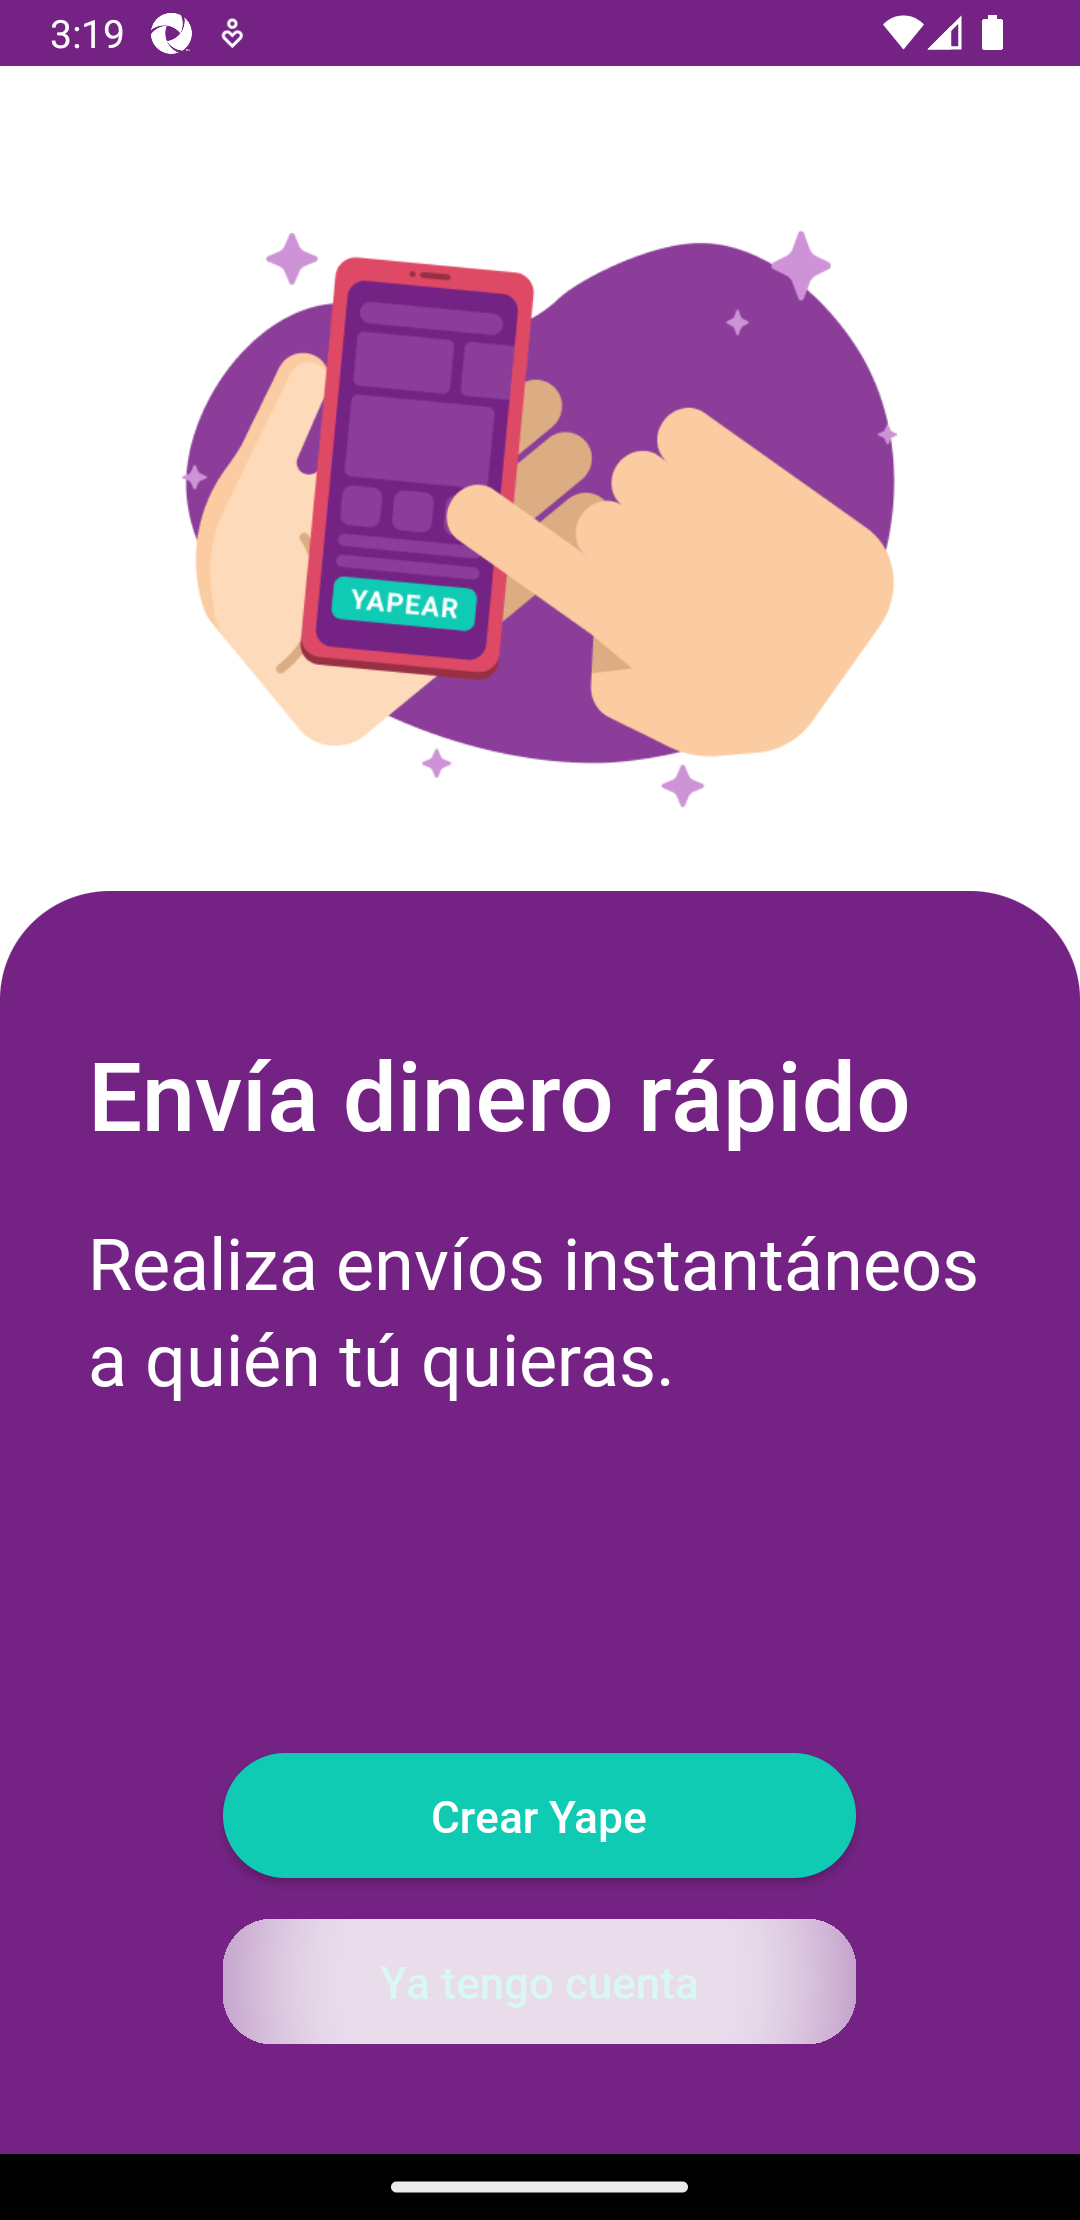 3:19
YAPEAR
Envía dinero rápido
Realiza envíos instantáneos
a quién tú quieras.
Crear Yape
Ya tengo cuenta